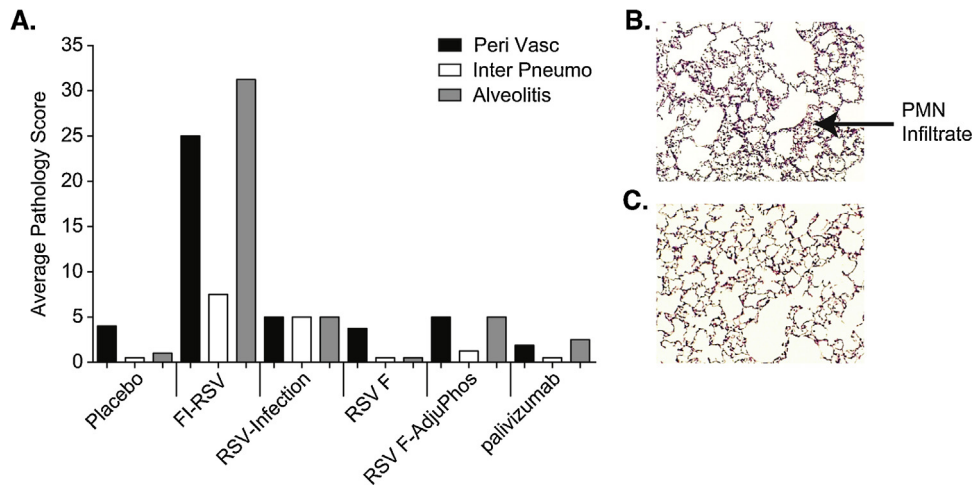 A.
Average Pathology Score
35
30
25
20
15
10
5
0
Peri Vasc
Inter Pneumo
Alveolitis
Placebo
FI-RSV
RSV-Infection
RSV F
RSV F-AdjuPhos
palivizumab
B.
PMN
Infiltrate
C.